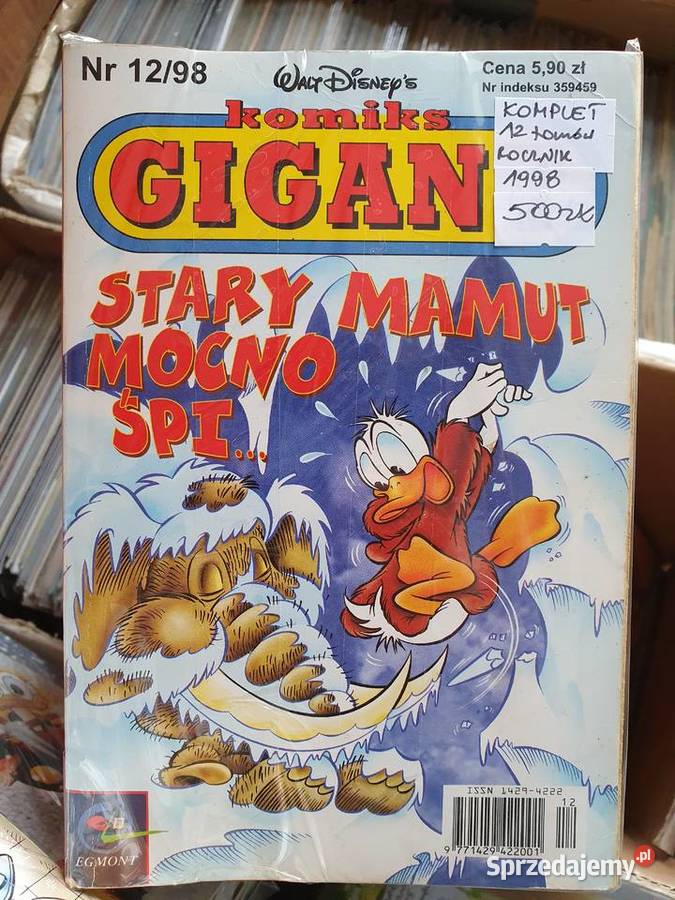 Nr 12/98
WALT DISNEY'S
Cena 5,90 zł
Nr indeksu 359459
komiks
GIGAN
KOMPLET
12 tomów
ROCZNIK
1998
500zł
STARY MAMUT
MOCNO
ŚPI...
ISSN 1429-4222
12
9 771429 422001
EGMONT
Sprzedajemy.pl